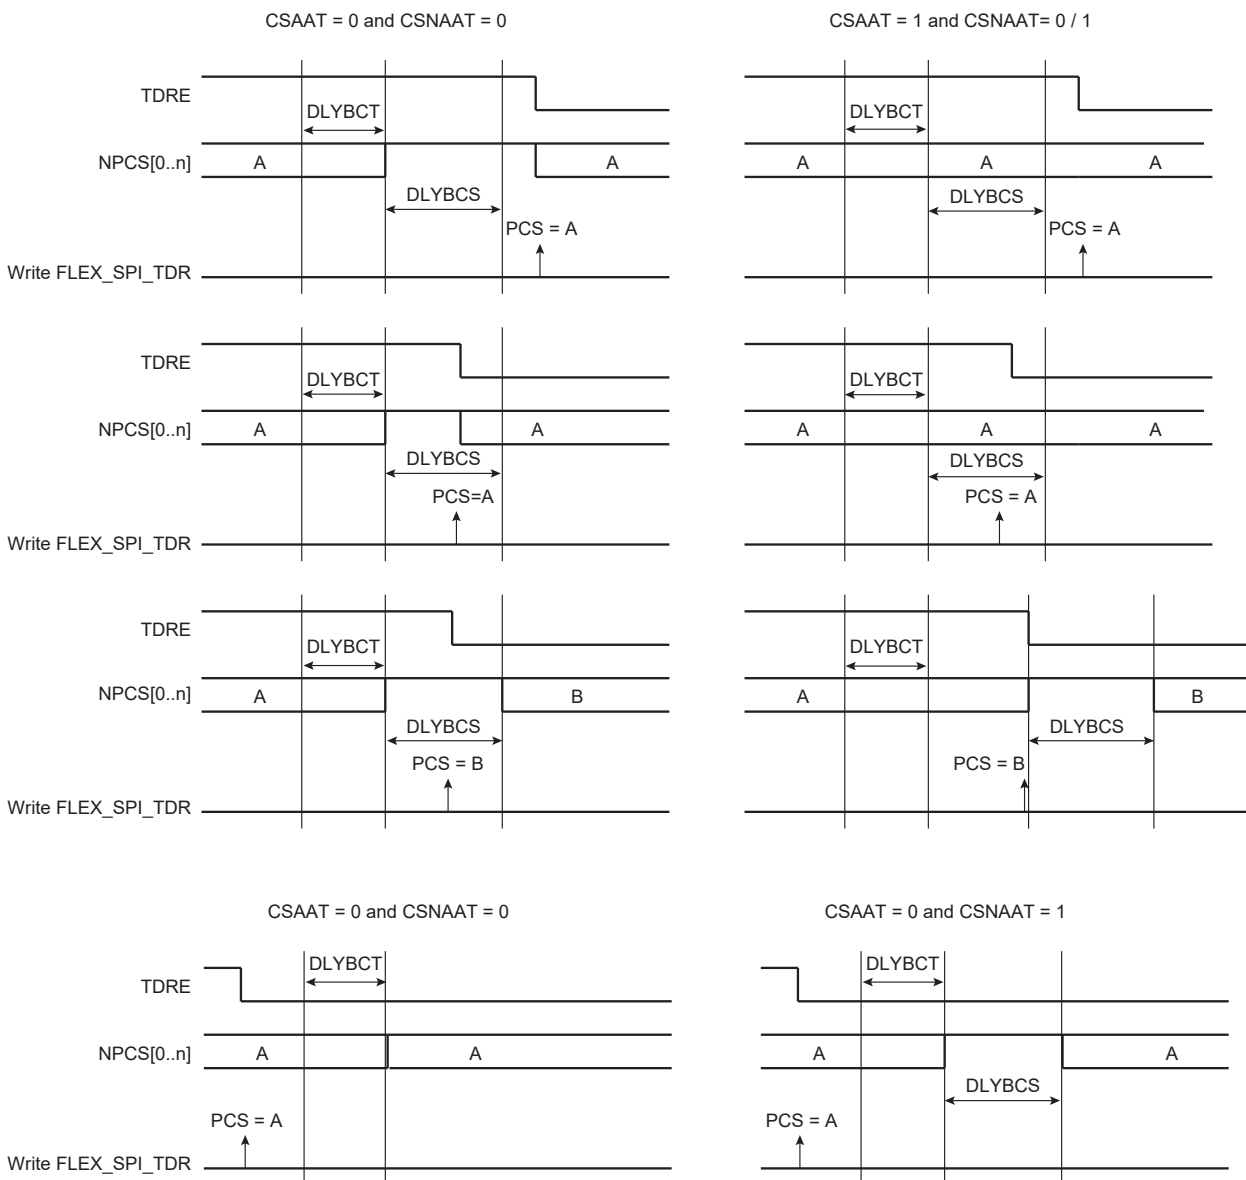 CSAAT = 0 and CSNAAT = 0
CSAAT = 1 and CSNAAT= 0 / 1
TDRE
DLYBCT
DLYBCT
NPCS[0..n]
A
A
A
A
A
DLYBCS
DLYBCS
PCS = A
PCS = A
Write FLEX_SPI_TDR
TDRE
DLYBCT
DLYBCT
NPCS[0..n]
A
A
A
A
A
DLYBCS
DLYBCS
PCS=A
PCS = A
Write FLEX_SPI_TDR
TDRE
DLYBCT
DLYBCT
NPCS[0..n]
A
B
A
B
DLYBCS
DLYBCS
PCS = B
PCS = B
Write FLEX_SPI_TDR
CSAAT = 0 and CSNAAT = 0
CSAAT = 0 and CSNAAT = 1
TDRE
DLYBCT
DLYBCT
NPCS[0..n]
A
A
A
A
DLYBCS
PCS = A
PCS = A
Write FLEX_SPI_TDR